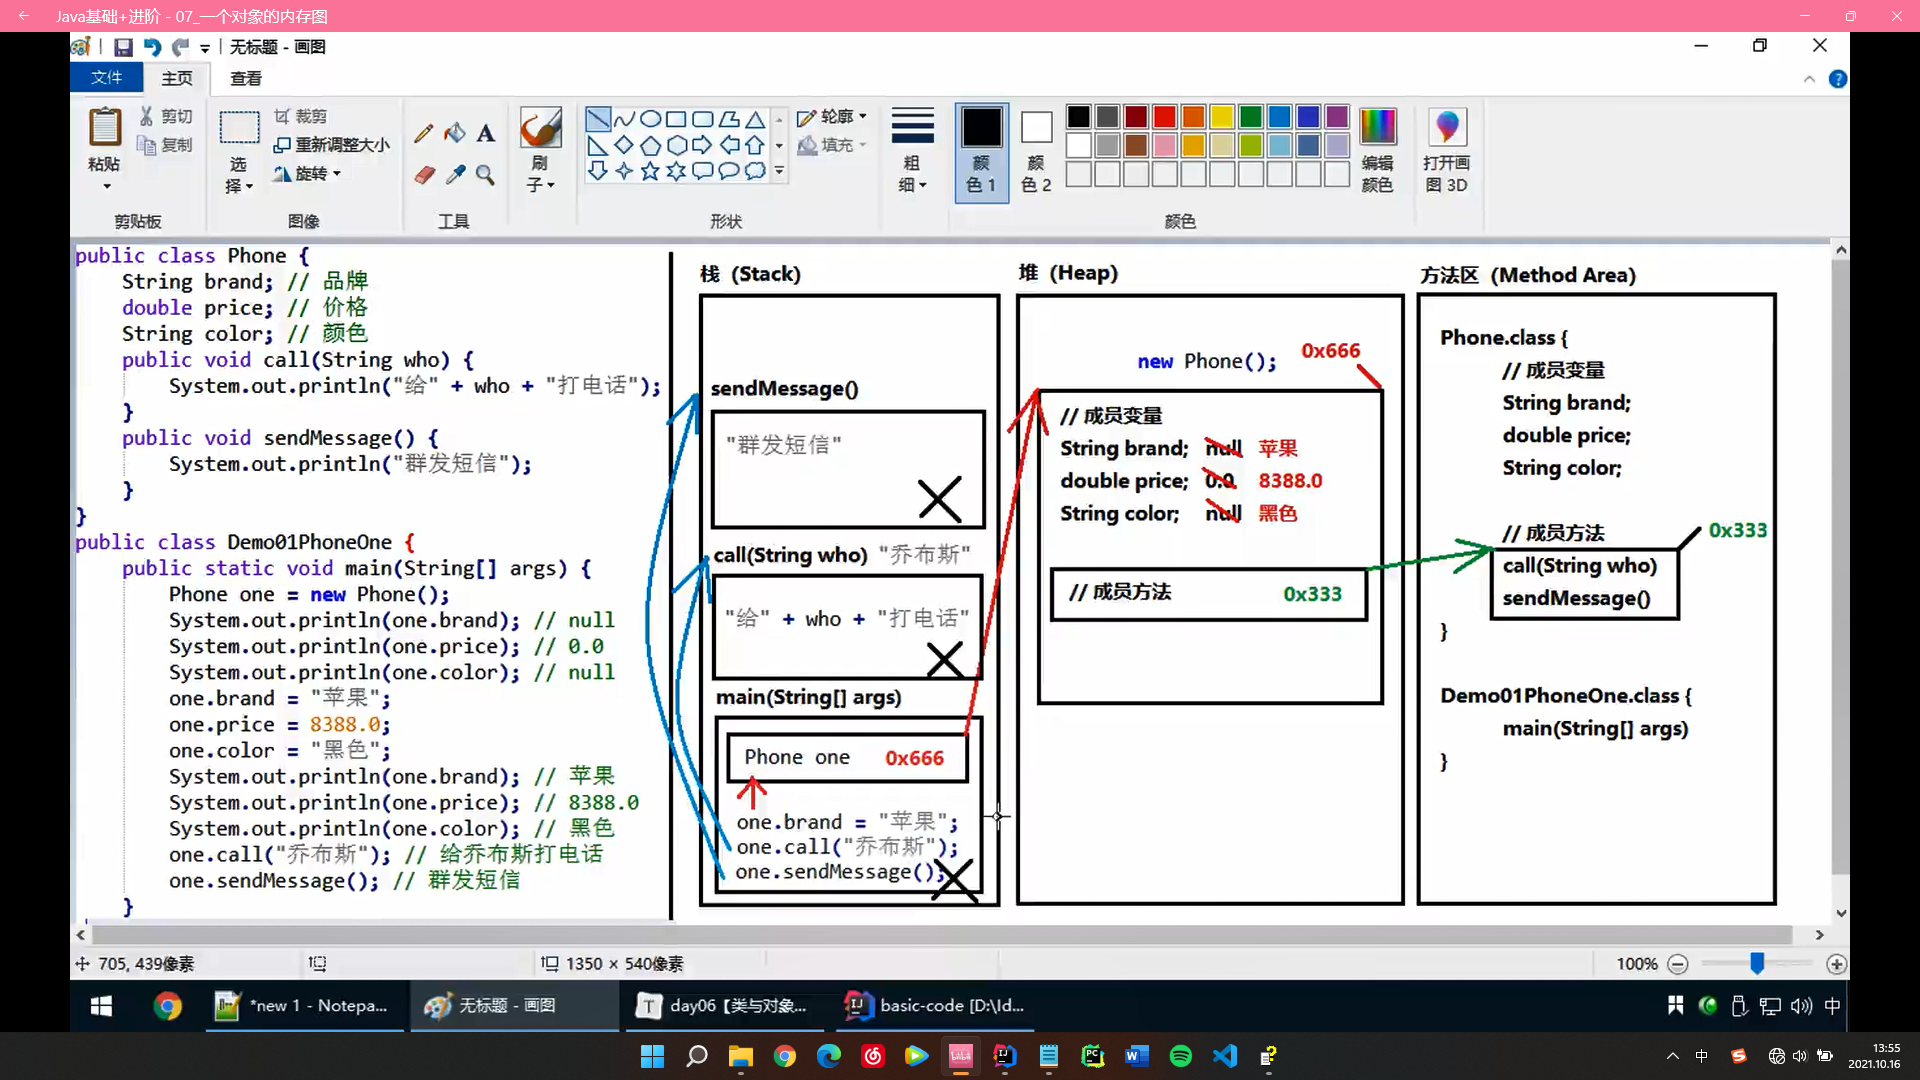 Java基础+进阶 - 07_一个对象的内存图
无标题 - 画图
文件
主页
查看
粘贴
剪切
复制
剪贴板
选择
裁剪
重新调整大小
旋转
图像
工具
刷子
形状
轮廓
填充
粗细
颜色 1
颜色 2
颜色
编辑颜色
打开画图 3D
public class Phone {
String brand; // 品牌
double price; // 价格
String color; // 颜色
public void call(String who) {
System.out.println("给" + who + "打电话");
}
public void sendMessage() {
System.out.println("群发短信");
}
}
public class Demo01PhoneOne {
public static void main(String[] args) {
Phone one = new Phone();
System.out.println(one.brand); // null
System.out.println(one.price); // 0.0
System.out.println(one.color); // null
one.brand = "苹果";
one.price = 8388.0;
one.color = "黑色";
System.out.println(one.brand); // 苹果
System.out.println(one.price); // 8388.0
System.out.println(one.color); // 黑色
one.call("乔布斯"); // 给乔布斯打电话
one.sendMessage(); // 群发短信
}
栈 (Stack)
sendMessage()
"群发短信"
call(String who) "乔布斯"
"给" + who + "打电话"
main(String[] args)
Phone one 0x666
one.brand = "苹果";
one.call("乔布斯");
one.sendMessage();
堆 (Heap)
new Phone(); 0x666
// 成员变量
String brand; null 苹果
double price; 0.0 8388.0
String color; null 黑色
// 成员方法 0x333
方法区 (Method Area)
Phone.class {
// 成员变量
String brand;
double price;
String color;
// 成员方法 0x333
call(String who)
sendMessage()
}
Demo01PhoneOne.class {
main(String[] args)
}
705, 439像素
1350 × 540像素
100%
*new 1 - Notepa...
无标题 - 画图
day06【类与对象...
basic-code [D:\Id...
中
中
13:55
2021.10.16